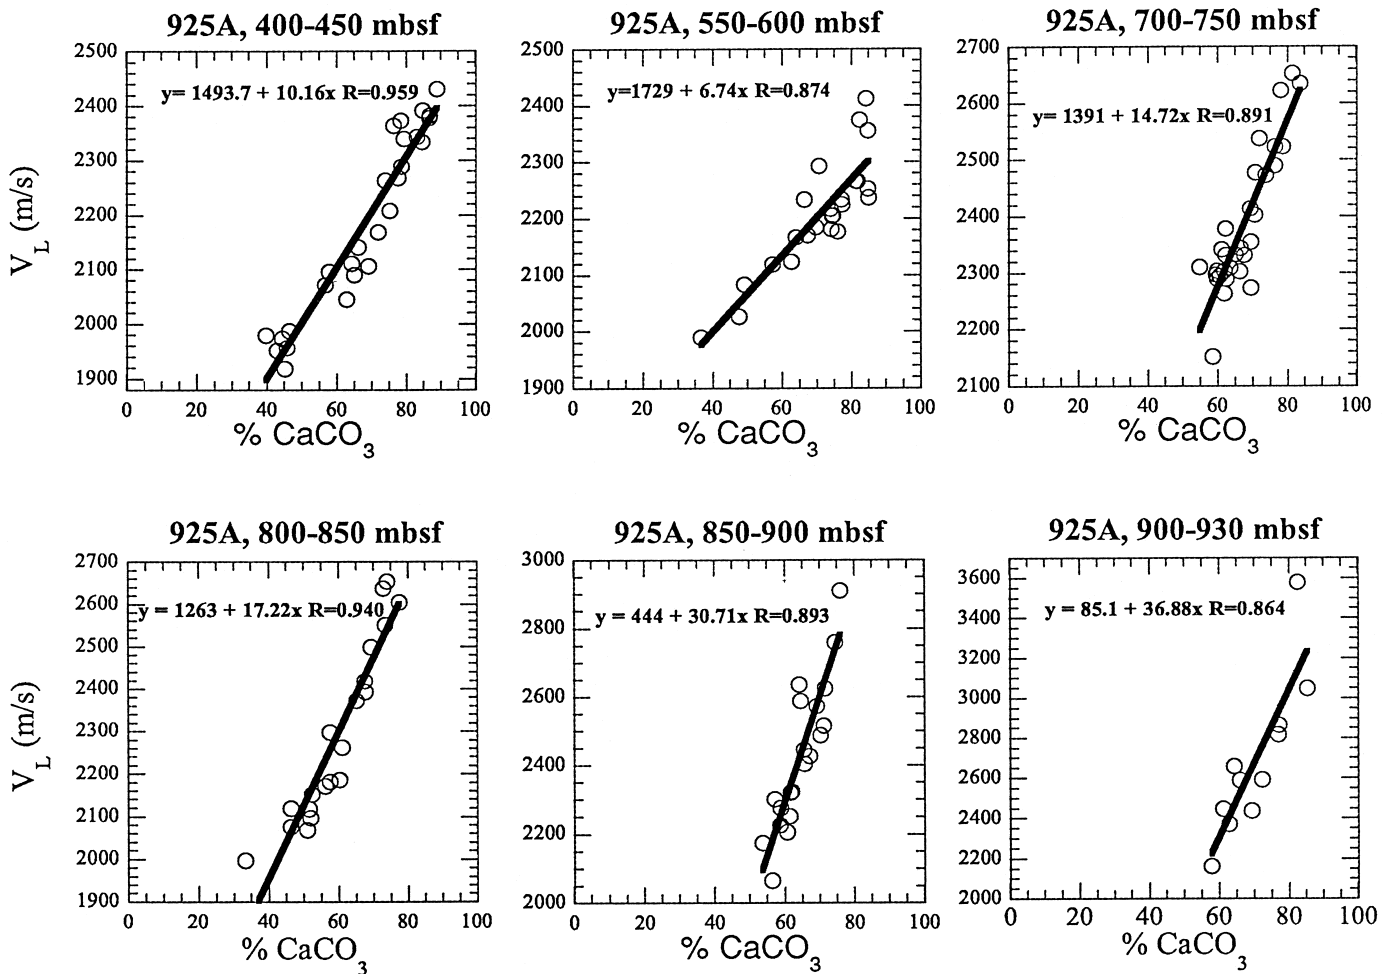 925A, 400-450 mbsf
925A, 550-600 mbsf
925A, 700-750 mbsf
V_L (m/s)
2500
2400
2300
2200
2100
2000
1900
y= 1493.7 + 10.16x R=0.959
0 20 40 60 80 100
% CaCO3
2500
2400
2300
2200
2100
2000
1900
y=1729 + 6.74x R=0.874
0 20 40 60 80 100
% CaCO3
2700
2600
2500
2400
2300
2200
2100
y= 1391 + 14.72x R=0.891
0 20 40 60 80 100
% CaCO3
925A, 800-850 mbsf
925A, 850-900 mbsf
925A, 900-930 mbsf
V_L (m/s)
2700
2600
2500
2400
2300
2200
2100
2000
1900
y = 1263 + 17.22x R=0.940
0 20 40 60 80 100
% CaCO3
3000
2800
2600
2400
2200
2000
y = 444 + 30.71x R=0.893
0 20 40 60 80 100
% CaCO3
3600
3200
2800
2400
2000
y = 85.1 + 36.88x R=0.864
0 20 40 60 80 100
% CaCO3